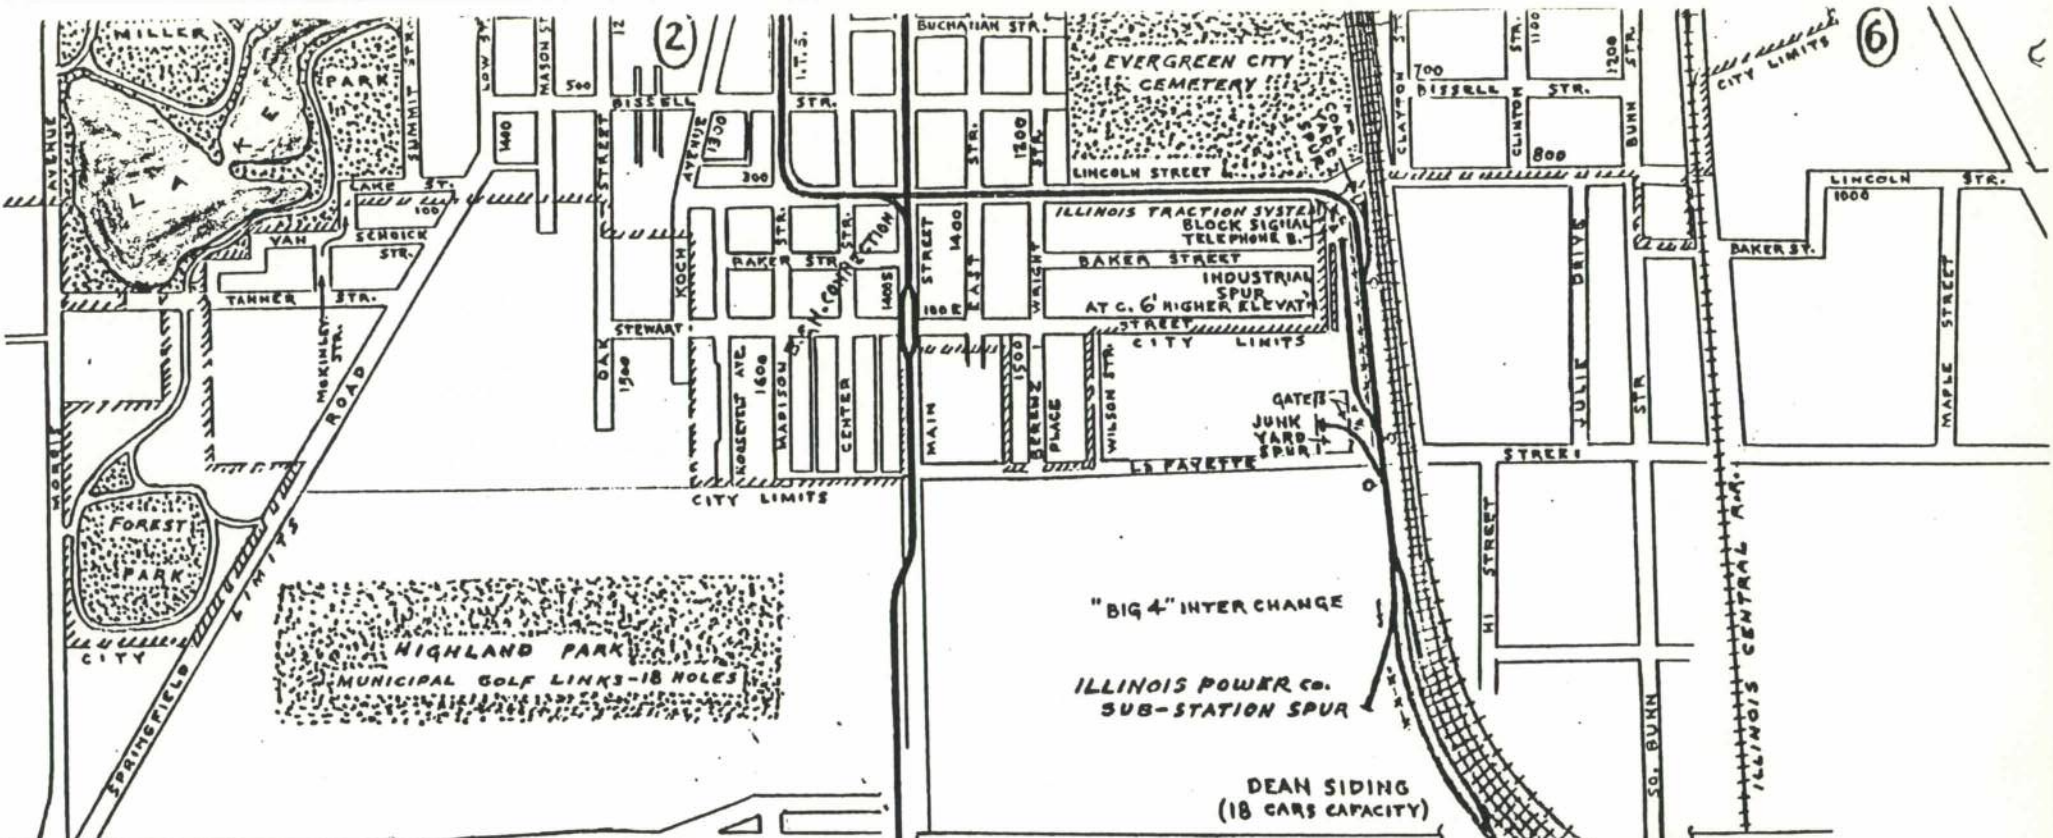 MILLER
PARK
LAKE
AVENUE
MORRIS
SUMMIT STR.
LOW ST
MASON ST
12
2
500
BISSELL STR.
1400
STREET
OAK
1500
AVENUE
KOCH
1300
300
I.T.S.
BUCHANAN STR.
STR.
EAST
1200
STR.
WRIGHT
EVERGREEN CITY
CEMETERY
COAL
YARD
SPUR
LINCOLN STREET
CLAYTON ST
700
BISSELL STR.
CLINTON STR.
1100
1200
BUNN STR.
800
CITY LIMITS
6
LINCOLN STR.
1000
LAKE ST.
100
VAN SCHOICK
STR.
TANNER STR.
MCKINLEY
STR.
ROAD
SPRINGFIELD
STEWART
BAKER STR.
STR.
STR.
CONNECTION
1400 S
STREET
MAIN
1400
100 E
ILLINOIS TRACTION SYSTEM
BLOCK SIGNAL
TELEPHONE B.
BAKER STREET
INDUSTRIAL
SPUR
AT C. 6' HIGHER ELEVAT
STREET
CITY LIMITS
BAKER ST.
JULIE DRIVE
STR
MAPLE STREET
ROOSEVELT AVE.
1600
MADISON
CENTER
1500
PLACE
WILSON STR.
GATE
JUNK
YARD
SPUR
LA FAYETTE
STREET
CITY LIMITS
FOREST
PARK
CITY
LIMITS
HIGHLAND PARK
MUNICIPAL GOLF LINKS-18 HOLES
"BIG 4" INTERCHANGE
ILLINOIS POWER Co.
SUB-STATION SPUR
DEAN SIDING
(18 CARS CAPACITY)
HI STREET
SO. BUNN
ILLINOIS CENTRAL R.R.